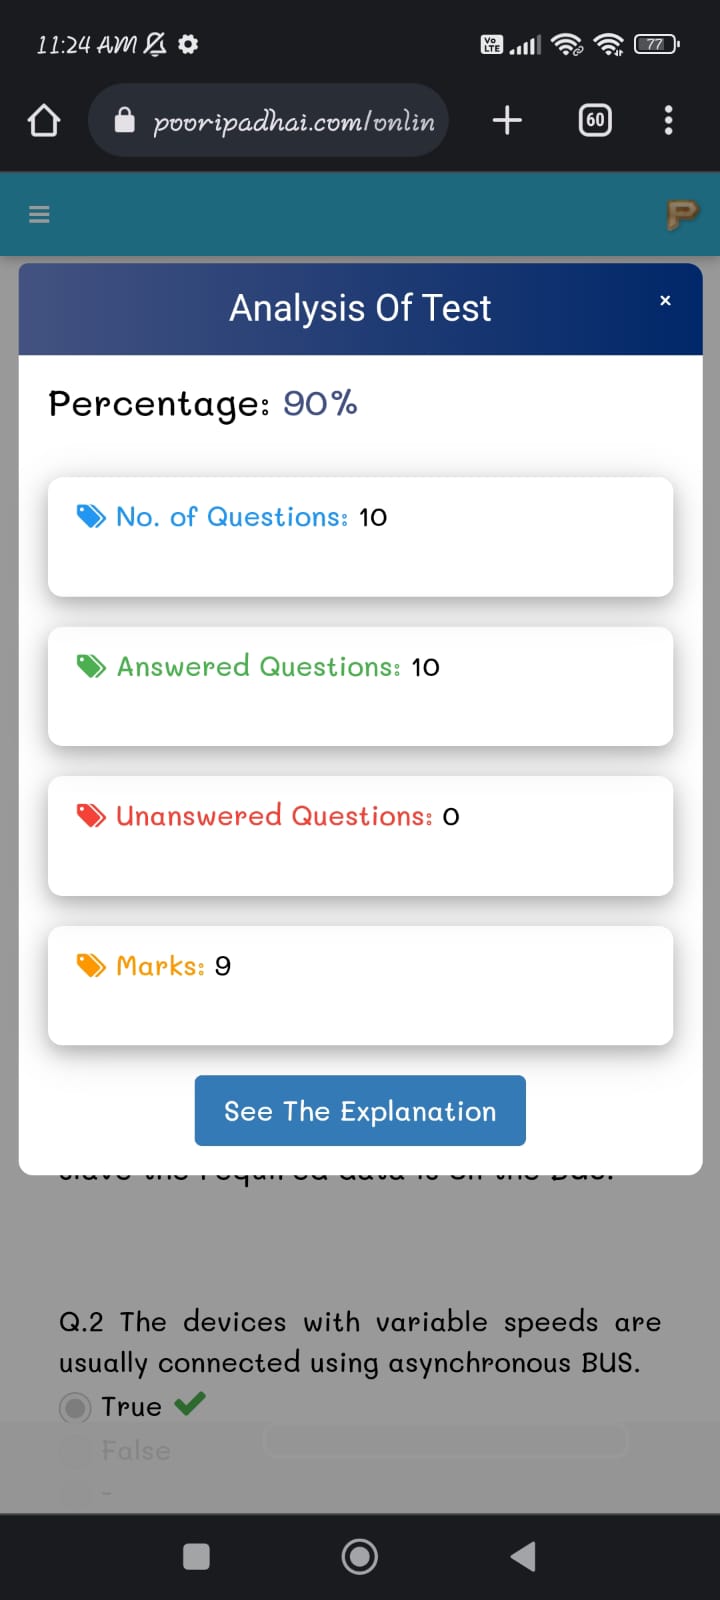 11:24 AM
Vo LTE
77
pooripadhai.com/onlin
60
P
Analysis Of Test
×
Percentage: 90%
No. of Questions: 10
Answered Questions: 10
Unanswered Questions: 0
Marks: 9
See The Explanation
Q.2 The devices with variable speeds are
usually connected using asynchronous BUS.
True
False
-